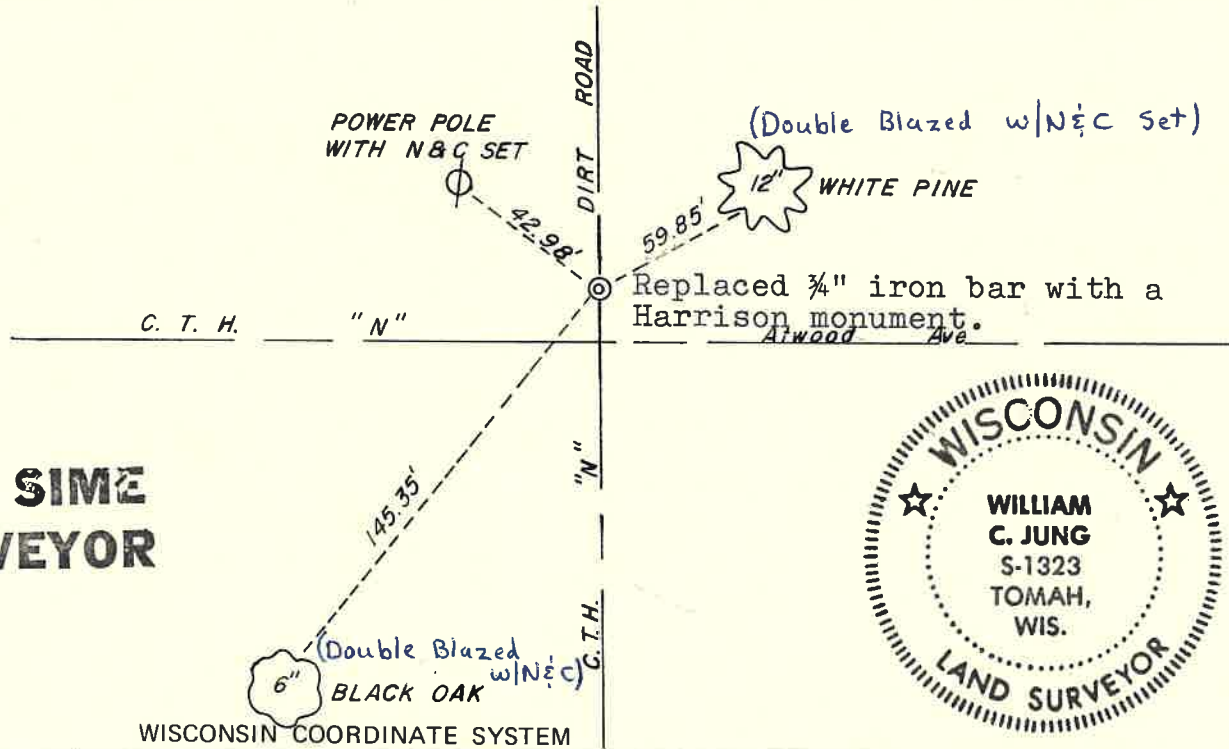 DIRT ROAD
POWER POLE
WITH N&C SET
(Double Blazed w/N&C Set)
12" WHITE PINE
42.98'
59.85'
Replaced ¾" iron bar with a
Harrison monument.
C. T. H. "N"
Atwood Ave
145.35'
"N"
C.T.H.
SIME
VEYOR
WISCONSIN
WILLIAM
C. JUNG
S-1323
TOMAH,
WIS.
LAND SURVEYOR
(Double Blazed
w/N&C)
6" BLACK OAK
WISCONSIN COORDINATE SYSTEM